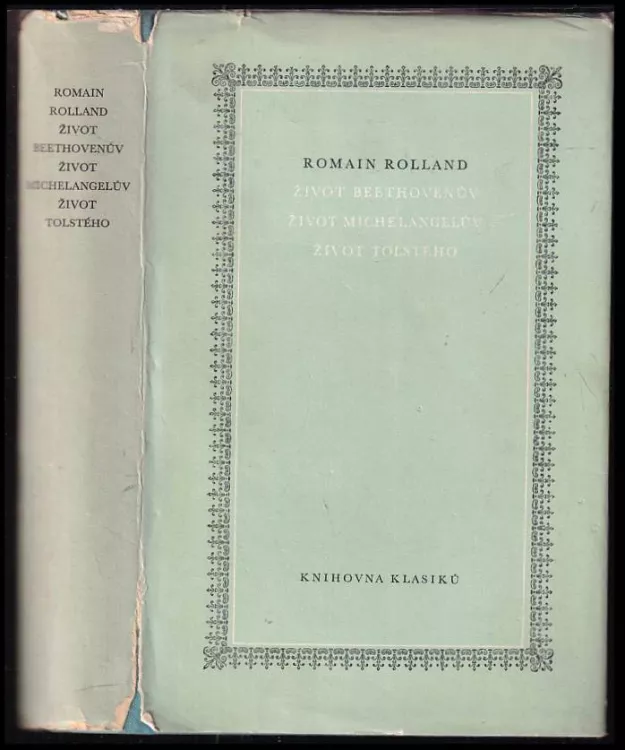 ROMAIN
ROLLAND
ŽIVOT
BEETHOVENŮV
ŽIVOT
MICHELANGELŮV
ŽIVOT
TOLSTÉHO
ROMAIN ROLLAND
ŽIVOT BEETHOVENŮV
ŽIVOT MICHELANGELŮV
ŽIVOT TOLSTÉHO
KNIHOVNA KLASIKŮ